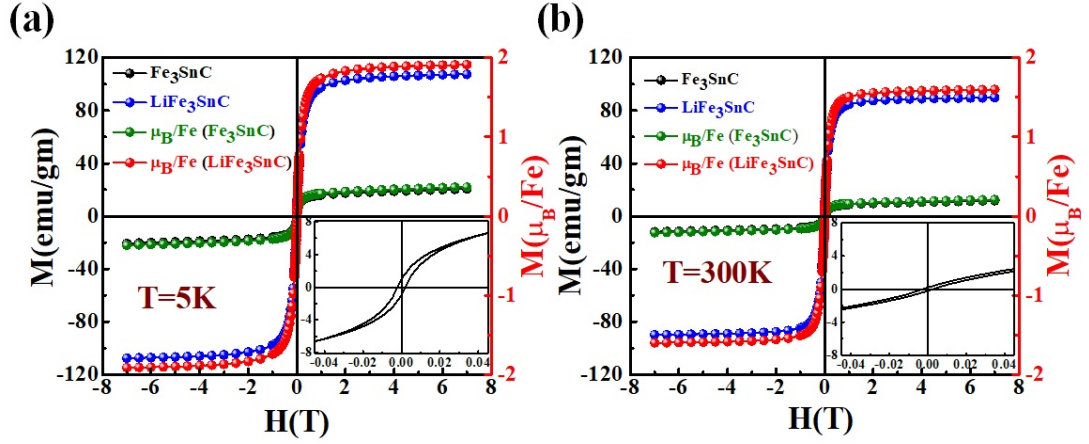 (a)
Fe3SnC
LiFe3SnC
μB/Fe (Fe3SnC)
μB/Fe (LiFe3SnC)
T=5K
M(emu/gm)
120
80
40
0
-40
-80
-120
-8 -6 -4 -2 0 2 4 6 8
H(T)
M(μB/Fe)
2
1
0
-1
-2
8
4
0
-4
-8
-0.04 -0.02 0.00 0.02 0.04
(b)
Fe3SnC
LiFe3SnC
μB/Fe (Fe3SnC)
μB/Fe (LiFe3SnC)
T=300K
M(emu/gm)
120
80
40
0
-40
-80
-120
-8 -6 -4 -2 0 2 4 6 8
H(T)
M(μB/Fe)
2
1
0
-1
-2
8
4
0
-4
-8
-0.04 -0.02 0.00 0.02 0.04